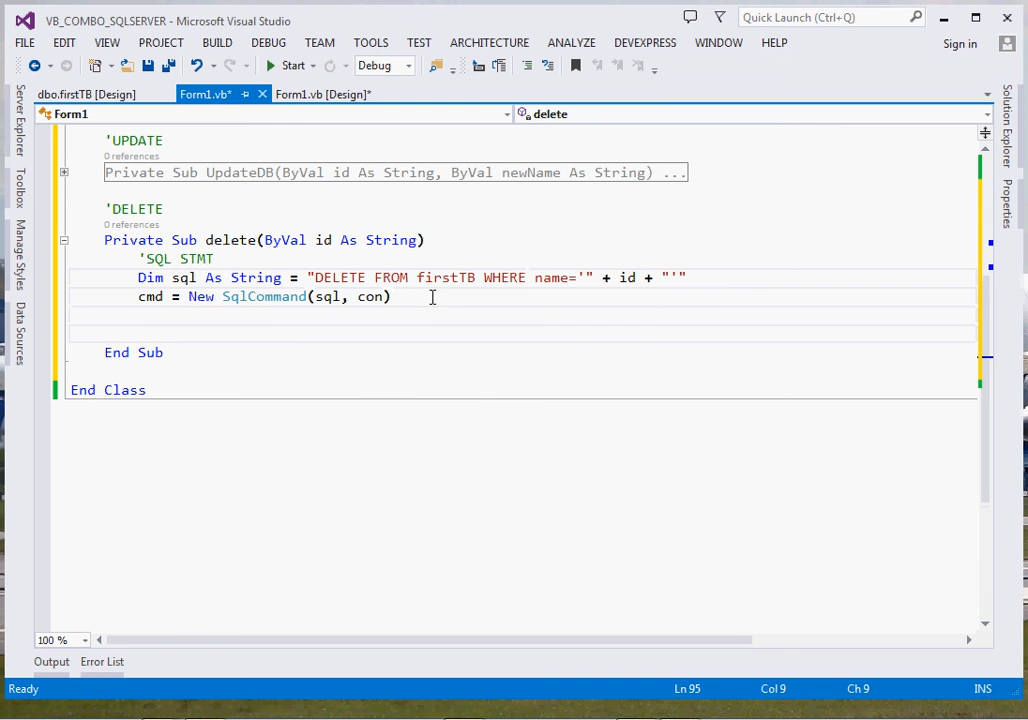 VB_COMBO_SQLSERVER - Microsoft Visual Studio
Quick Launch (Ctrl+Q)
FILE EDIT VIEW PROJECT BUILD DEBUG TEAM TOOLS TEST ARCHITECTURE ANALYZE DEVEXPRESS WINDOW HELP
Sign in
Start Debug
dbo.firstTB [Design] Form1.vb* Form1.vb [Design]*
Form1 delete
Server Explorer
Toolbox
Manage Styles
Data Sources
Solution Explorer
Properties
'UPDATE
0 references
Private Sub UpdateDB(ByVal id As String, ByVal newName As String) ...
'DELETE
0 references
Private Sub delete(ByVal id As String)
'SQL STMT
Dim sql As String = "DELETE FROM firstTB WHERE name='" + id + "'"
cmd = New SqlCommand(sql, con)
End Sub
End Class
100 %
Output Error List
Ready Ln 95 Col 9 Ch 9 INS